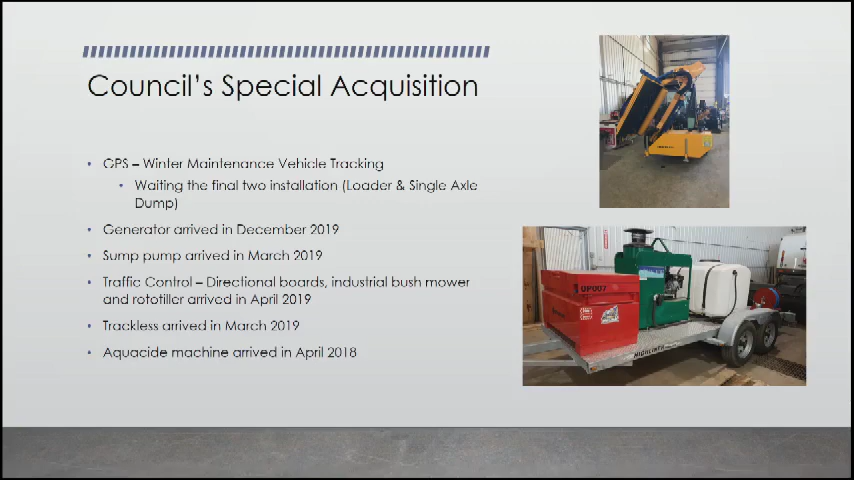 Council's Special Acquisition
• GPS – Winter Maintenance Vehicle Tracking
• Waiting the final two installation (Loader & Single Axle
Dump)
• Generator arrived in December 2019
• Sump pump arrived in March 2019
• Traffic Control – Directional boards, industrial bush mower
and rototiller arrived in April 2019
• Trackless arrived in March 2019
• Aquacide machine arrived in April 2018
UP007